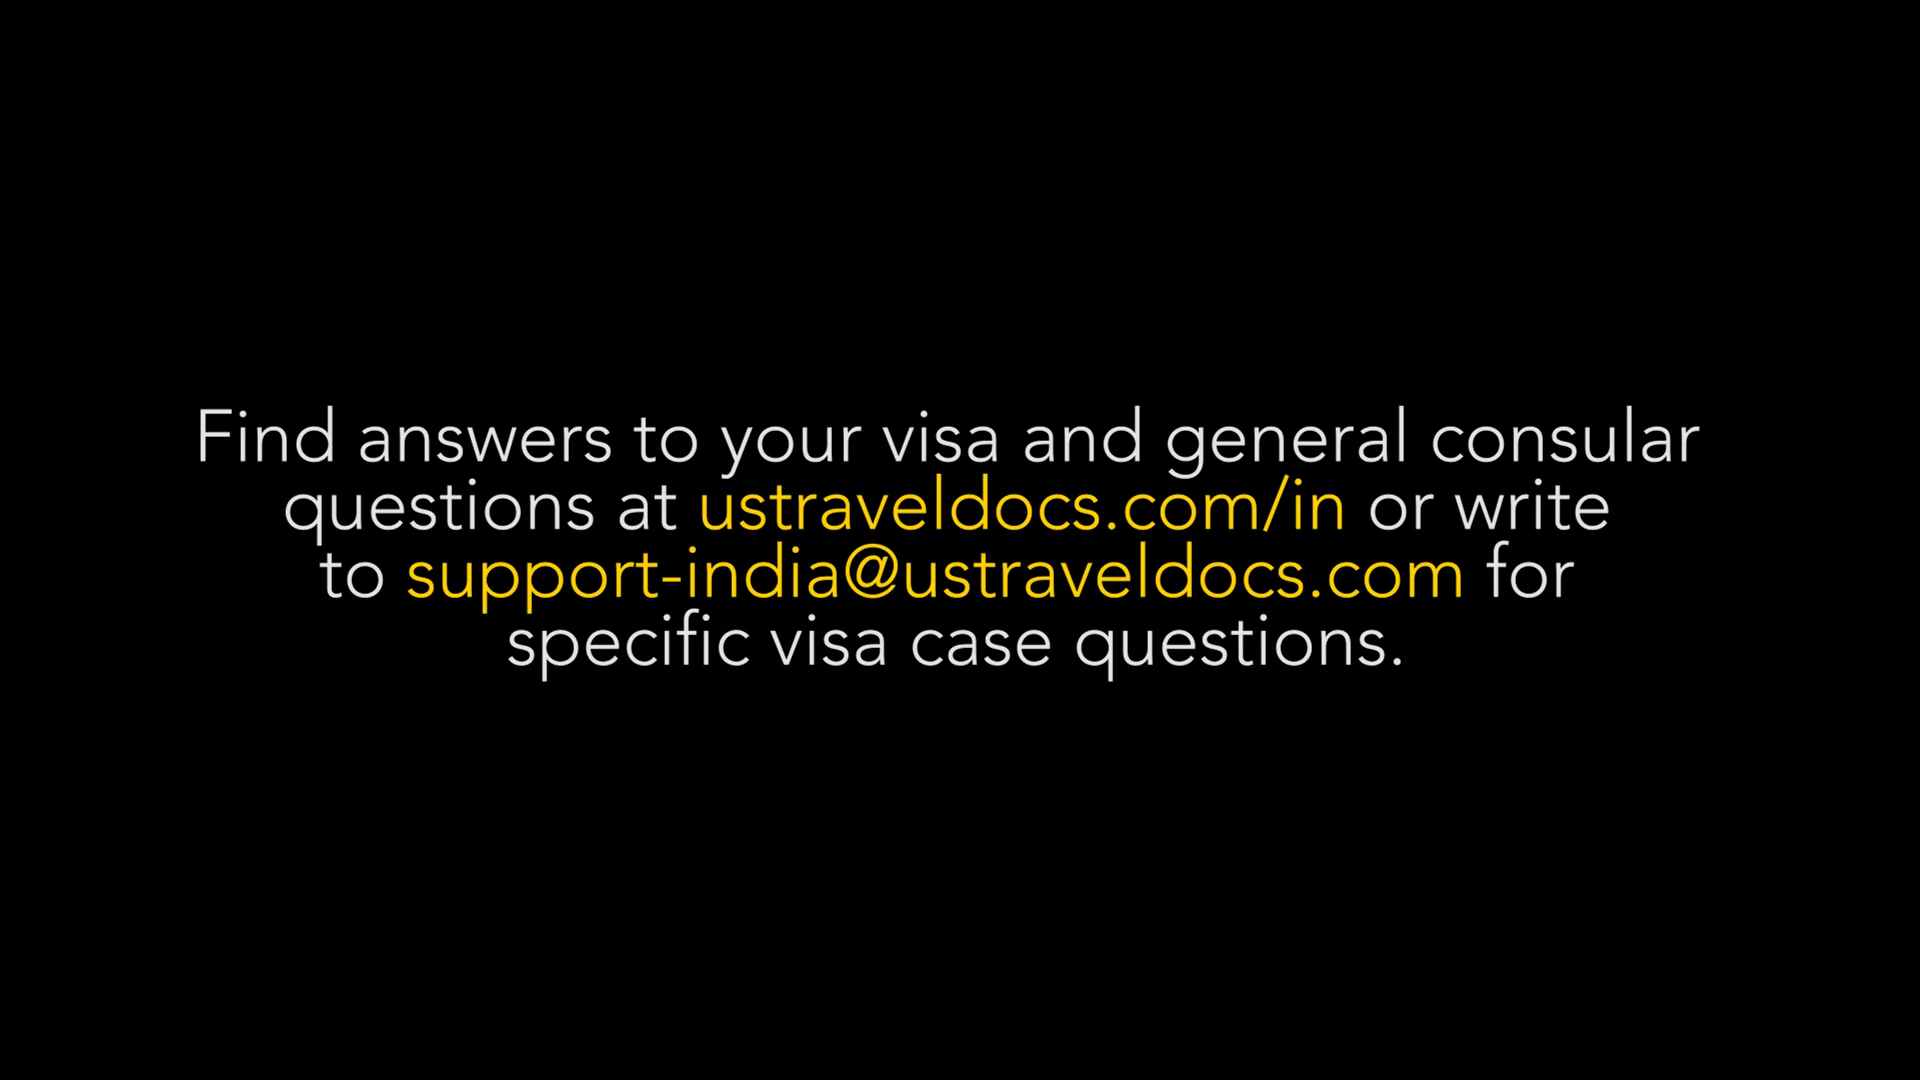 Find answers to your visa and general consular
questions at ustraveldocs.com/in or write
to support-india@ustraveldocs.com for
specific visa case questions.